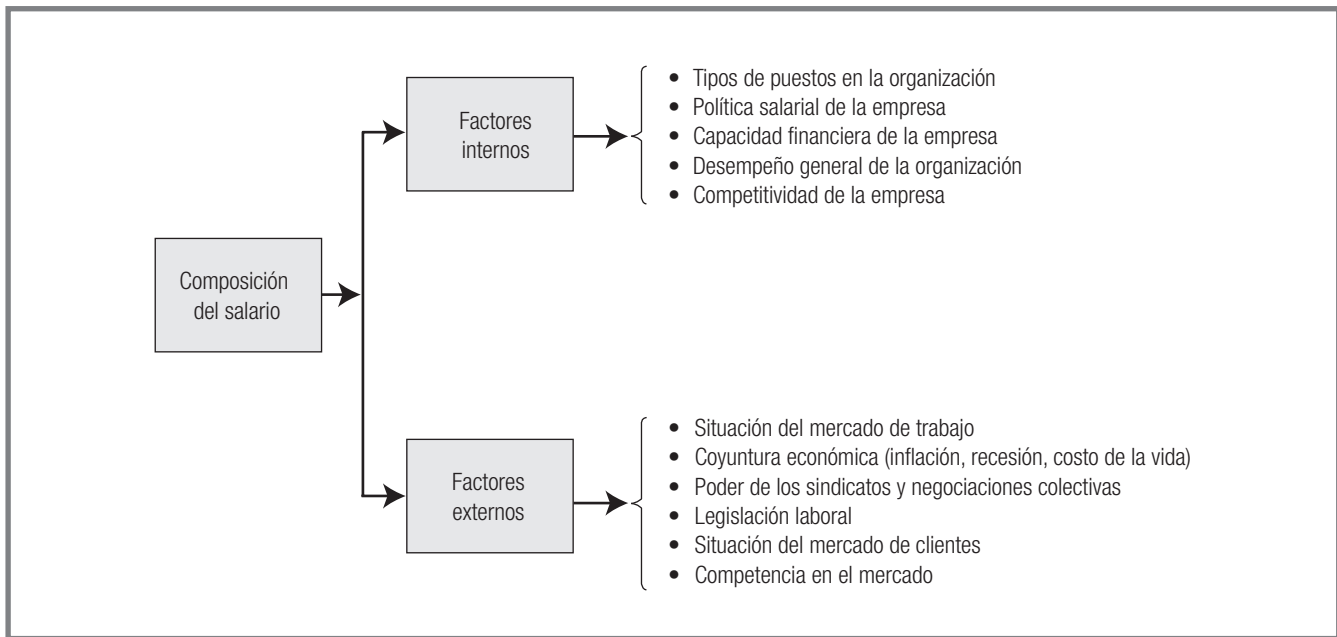 Composición
del salario
Factores
internos
• Tipos de puestos en la organización
• Política salarial de la empresa
• Capacidad financiera de la empresa
• Desempeño general de la organización
• Competitividad de la empresa
Factores
externos
• Situación del mercado de trabajo
• Coyuntura económica (inflación, recesión, costo de la vida)
• Poder de los sindicatos y negociaciones colectivas
• Legislación laboral
• Situación del mercado de clientes
• Competencia en el mercado